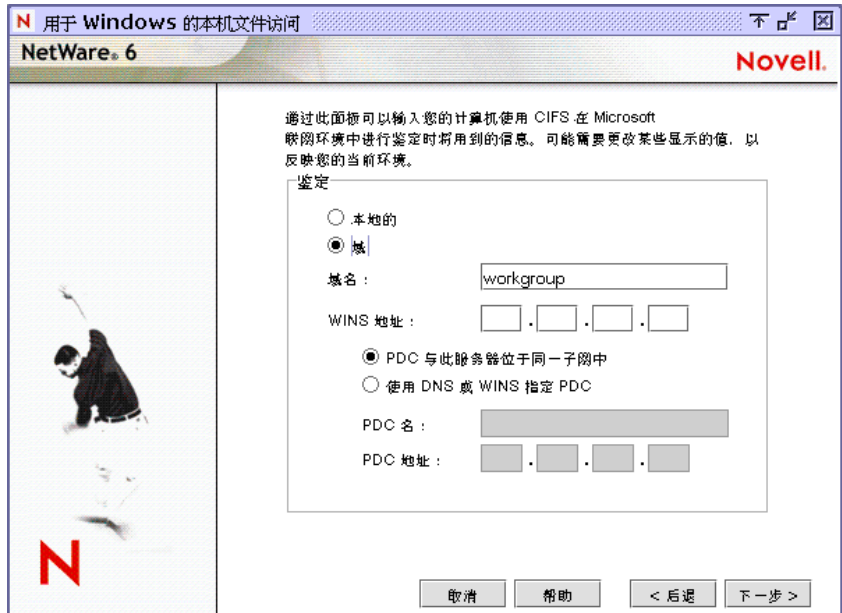 N 用于 Windows 的本机文件访问
NetWare® 6
Novell®
通过此面板可以输入您的计算机使用 CIFS 在 Microsoft
联网环境中进行鉴定时将用到的信息。可能需要更改某些显示的值，以
反映您的当前环境。
鉴定
本地的
域
域名：
workgroup
WINS 地址：
. . .
PDC 与此服务器位于同一子网中
使用 DNS 或 WINS 指定 PDC
PDC 名：
PDC 地址：
. . .
N
取消 帮助 < 后退 下一步 >